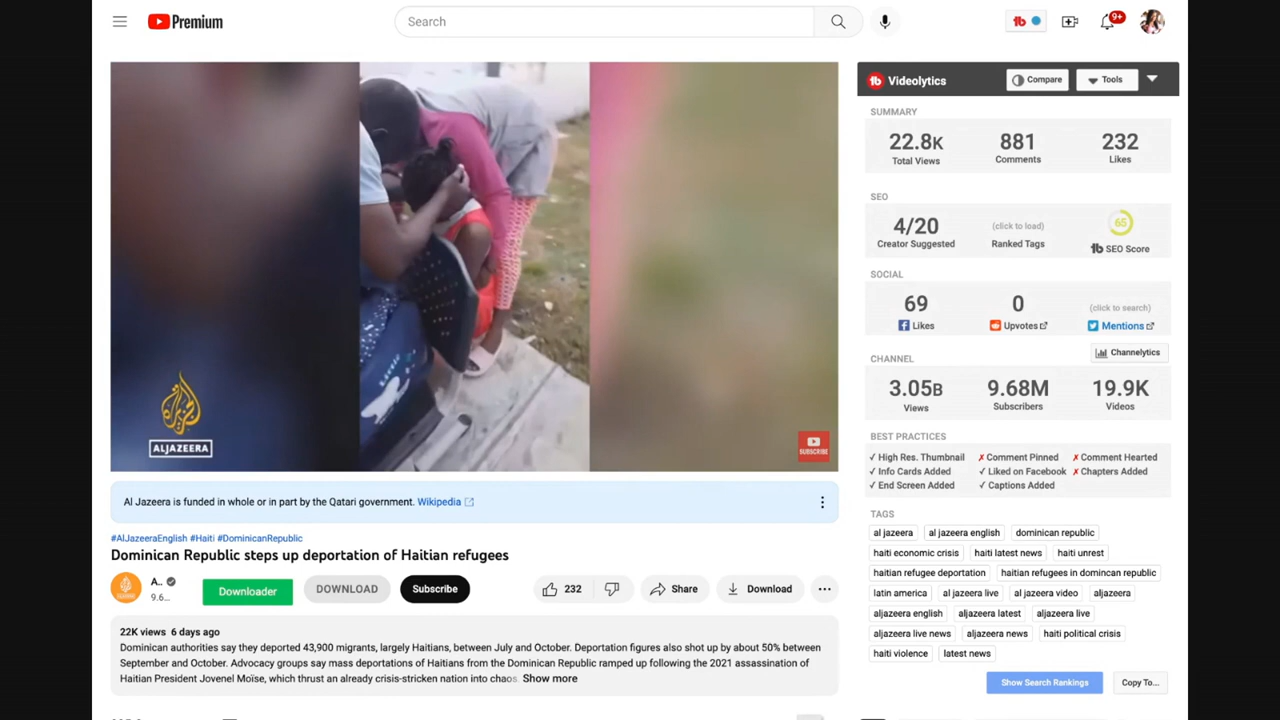 Premium
Search
9+
ALJAZEERA
SUBSCRIBE
Al Jazeera is funded in whole or in part by the Qatari government. Wikipedia
#AlJazeeraEnglish #Haiti #DominicanRepublic
Dominican Republic steps up deportation of Haitian refugees
A..
9.6...
Downloader
DOWNLOAD
Subscribe
232
Share
Download
22K views 6 days ago
Dominican authorities say they deported 43,900 migrants, largely Haitians, between July and October. Deportation figures also shot up by about 50% between
September and October. Advocacy groups say mass deportations of Haitians from the Dominican Republic ramped up following the 2021 assassination of
Haitian President Jovenel Moïse, which thrust an already crisis-stricken nation into chaos. Show more
Videolytics
Compare
Tools
SUMMARY
22.8K 881 232
Total Views Comments Likes
SEO
4/20 (click to load) 65
Creator Suggested Ranked Tags tb SEO Score
SOCIAL
69 0 (click to search)
Likes Upvotes Mentions
CHANNEL Channelytics
3.05B 9.68M 19.9K
Views Subscribers Videos
BEST PRACTICES
✓ High Res. Thumbnail ✗ Comment Pinned ✗ Comment Hearted
✓ Info Cards Added ✓ Liked on Facebook ✗ Chapters Added
✓ End Screen Added ✓ Captions Added
TAGS
al jazeera al jazeera english dominican republic
haiti economic crisis haiti latest news haiti unrest
haitian refugee deportation haitian refugees in domincan republic
latin america al jazeera live al jazeera video aljazeera
aljazeera english aljazeera latest aljazeera live
aljazeera live news aljazeera news haiti political crisis
haiti violence latest news
Show Search Rankings Copy To...